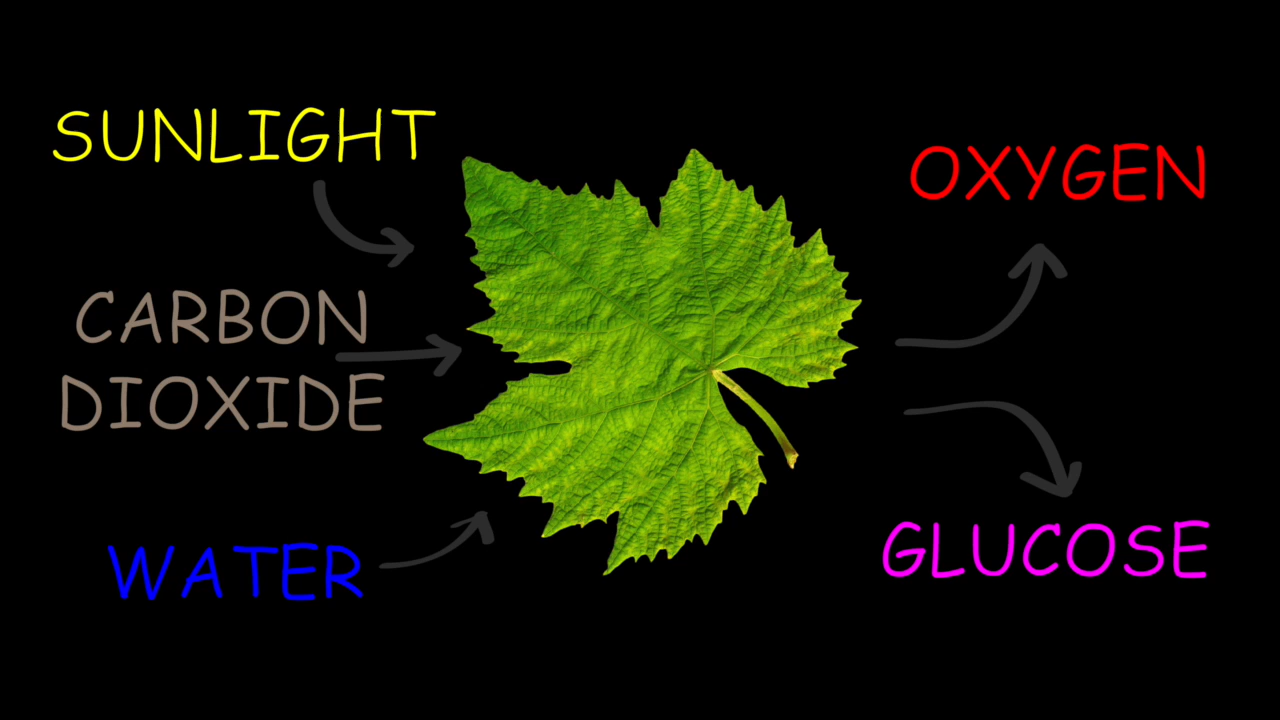 SUNLIGHT
CARBON
DIOXIDE
WATER
OXYGEN
GLUCOSE